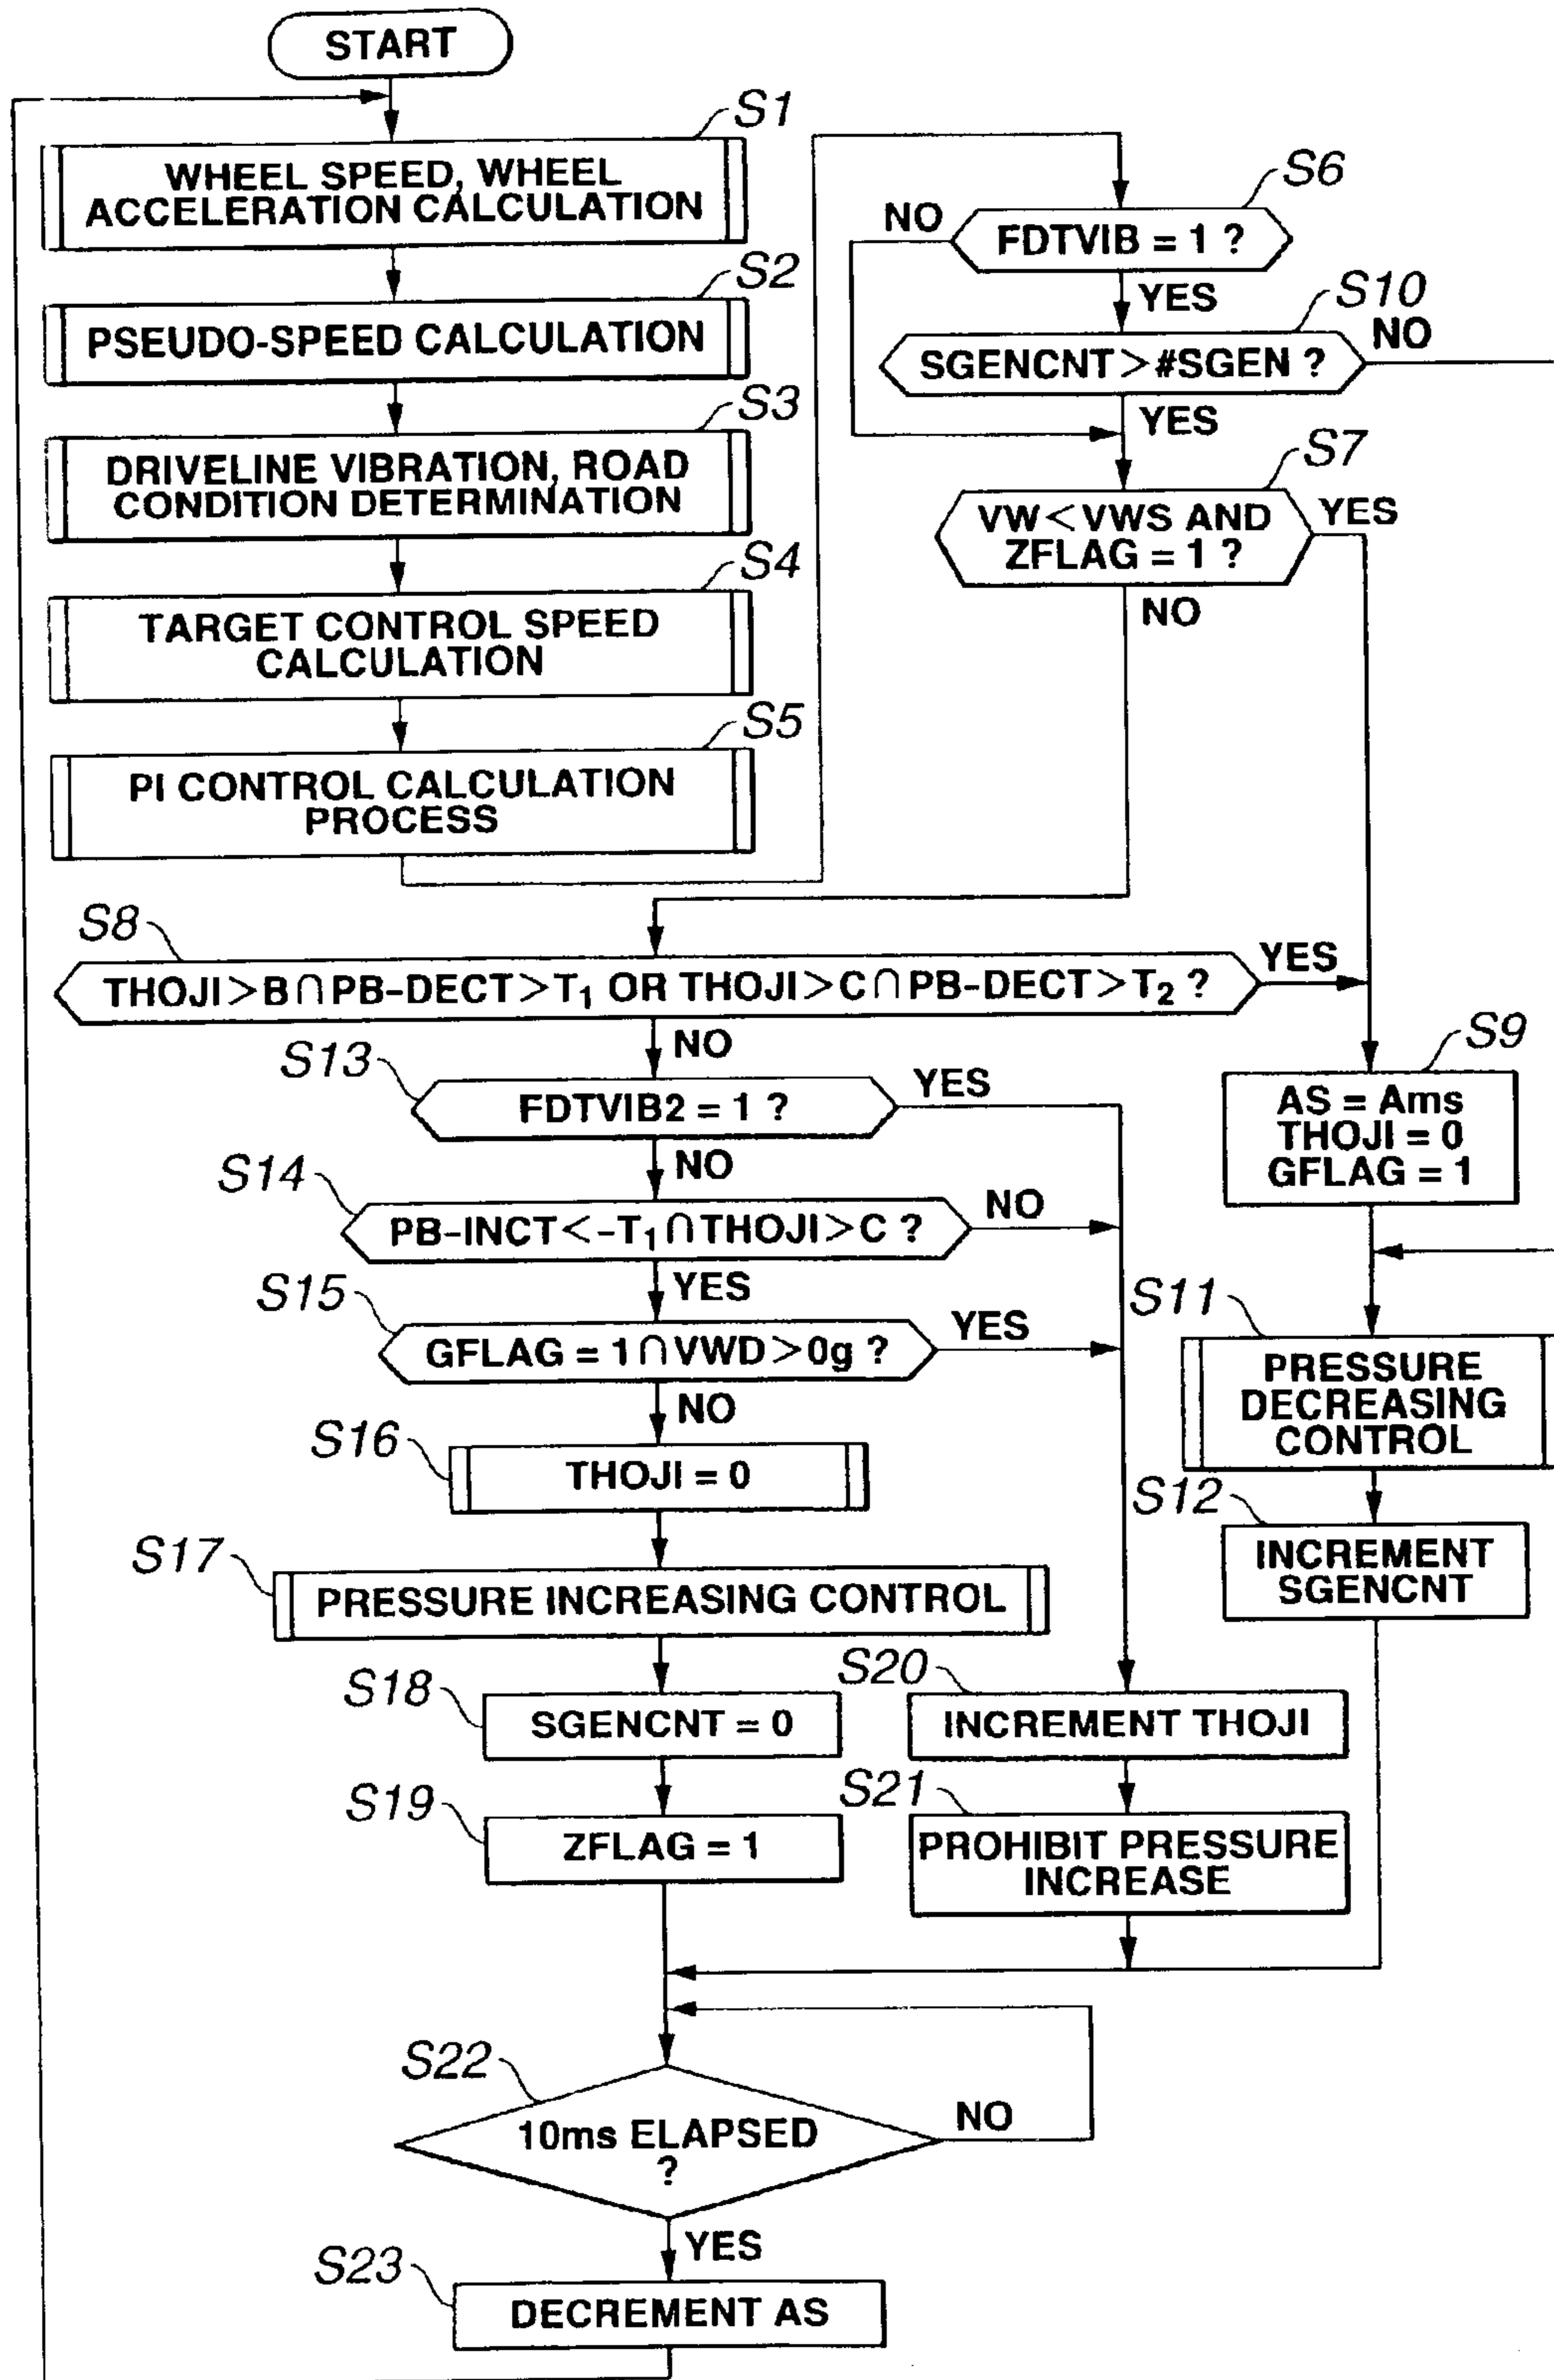 START
S1
WHEEL SPEED, WHEEL
ACCELERATION CALCULATION
S2
PSEUDO-SPEED CALCULATION
S3
DRIVELINE VIBRATION, ROAD
CONDITION DETERMINATION
S4
TARGET CONTROL SPEED
CALCULATION
S5
PI CONTROL CALCULATION
PROCESS
S6
NO
FDTVIB = 1 ?
YES
S10
SGENCNT>#SGEN ?
NO
YES
S7
VW<VWS AND
ZFLAG = 1 ?
YES
NO
S8
THOJI>B∩PB-DECT>T₁ OR THOJI>C∩PB-DECT>T₂ ?
YES
NO
S9
AS = Ams
THOJI = 0
GFLAG = 1
S13
FDTVIB2 = 1 ?
YES
NO
S14
PB-INCT<-T₁∩THOJI>C ?
NO
YES
S15
GFLAG = 1∩VWD>0g ?
YES
NO
S11
PRESSURE
DECREASING
CONTROL
S16
THOJI = 0
S12
INCREMENT
SGENCNT
S17
PRESSURE INCREASING CONTROL
S18
SGENCNT = 0
S20
INCREMENT THOJI
S19
ZFLAG = 1
S21
PROHIBIT PRESSURE
INCREASE
S22
10ms ELAPSED
?
NO
YES
S23
DECREMENT AS